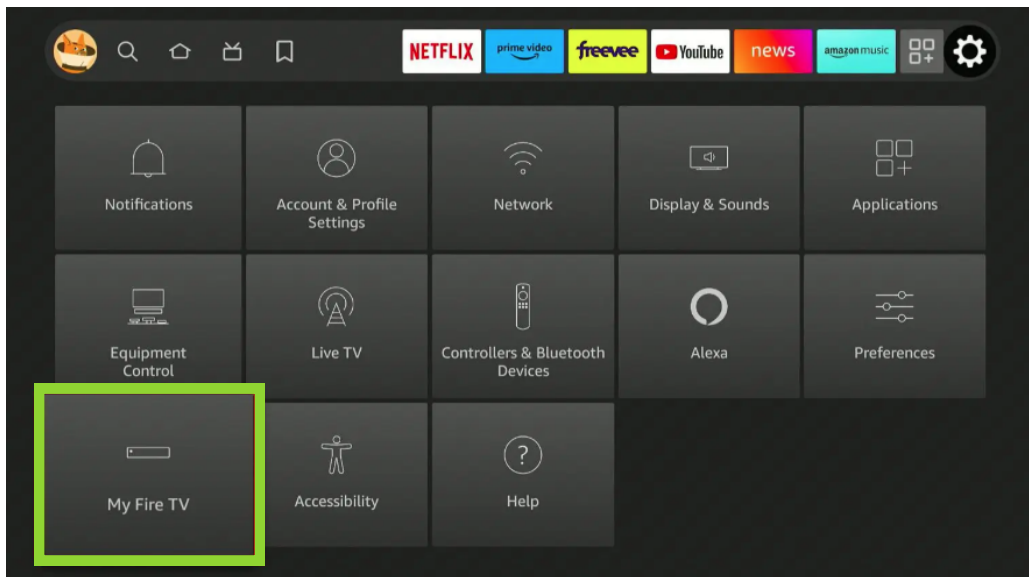 NETFLIX prime video freevee YouTube news amazon music
Notifications
Account & Profile
Settings
Network
Display & Sounds
Applications
Equipment
Control
Live TV
Controllers & Bluetooth
Devices
Alexa
Preferences
My Fire TV
Accessibility
?
Help